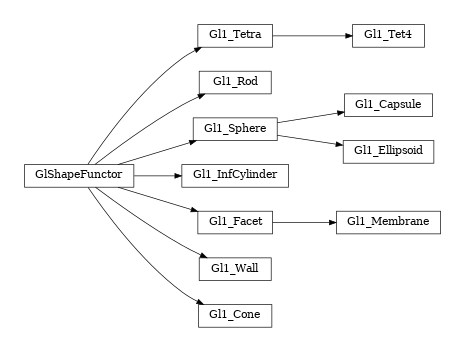 Gl1_Tetra
Gl1_Tet4
Gl1_Rod
Gl1_Capsule
Gl1_Sphere
Gl1_Ellipsoid
GlShapeFunctor
Gl1_InfCylinder
Gl1_Facet
Gl1_Membrane
Gl1_Wall
Gl1_Cone